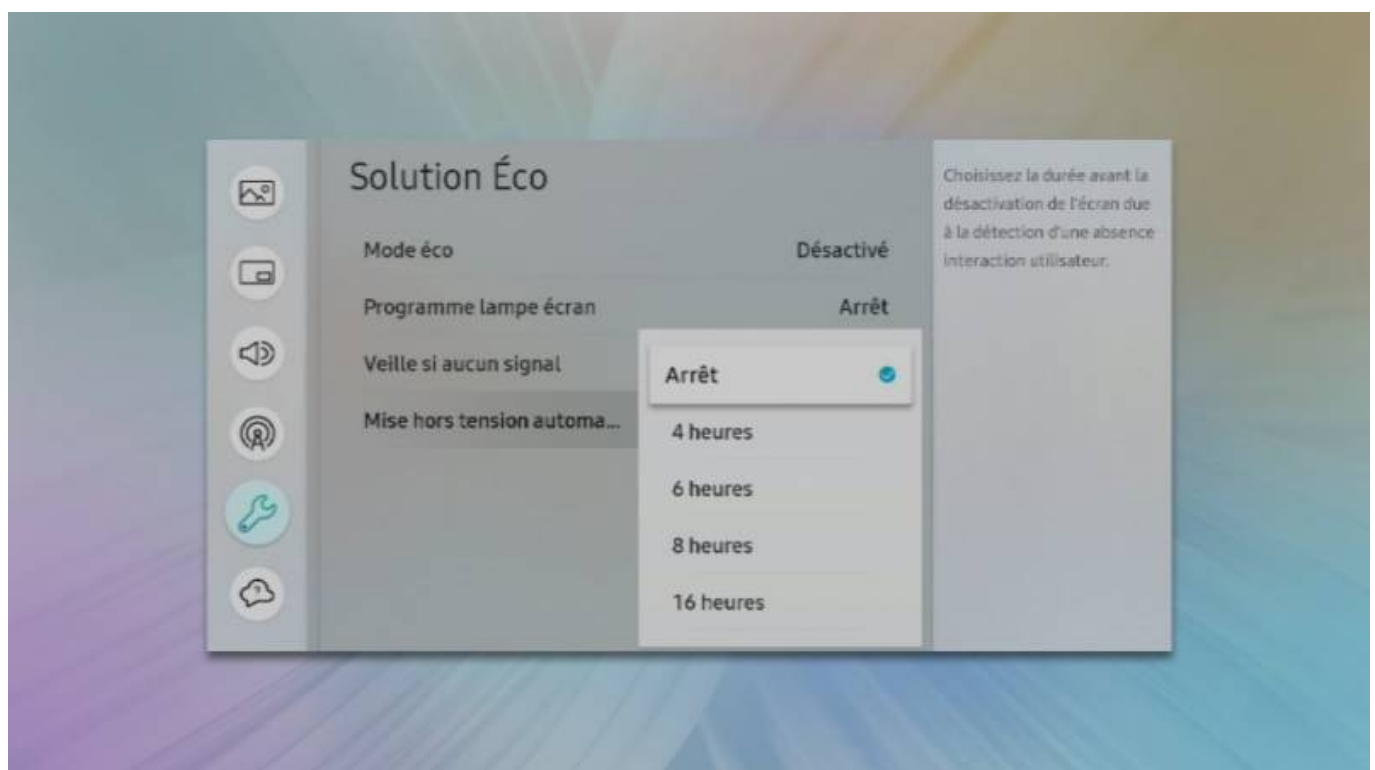 Solution Éco
Mode éco
Désactivé
Programme lampe écran
Arrêt
Veille si aucun signal
Mise hors tension automa...
Arrêt
4 heures
6 heures
8 heures
16 heures
Choisissez la durée avant la
désactivation de l'écran due
à la détection d'une absence
interaction utilisateur.